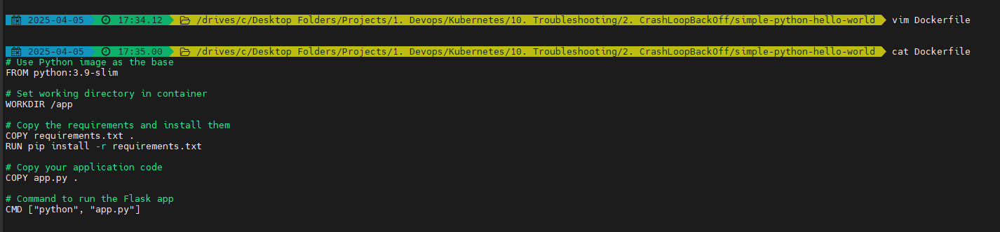 2025-04-05 17:34.12 /drives/c/Desktop Folders/Projects/1. Devops/Kubernetes/10. Troubleshooting/2. CrashLoopBackOff/simple-python-hello-world vim Dockerfile
2025-04-05 17:35.00 /drives/c/Desktop Folders/Projects/1. Devops/Kubernetes/10. Troubleshooting/2. CrashLoopBackOff/simple-python-hello-world cat Dockerfile
# Use Python image as the base
FROM python:3.9-slim
# Set working directory in container
WORKDIR /app
# Copy the requirements and install them
COPY requirements.txt .
RUN pip install -r requirements.txt
# Copy your application code
COPY app.py .
# Command to run the Flask app
CMD ["python", "app.py"]